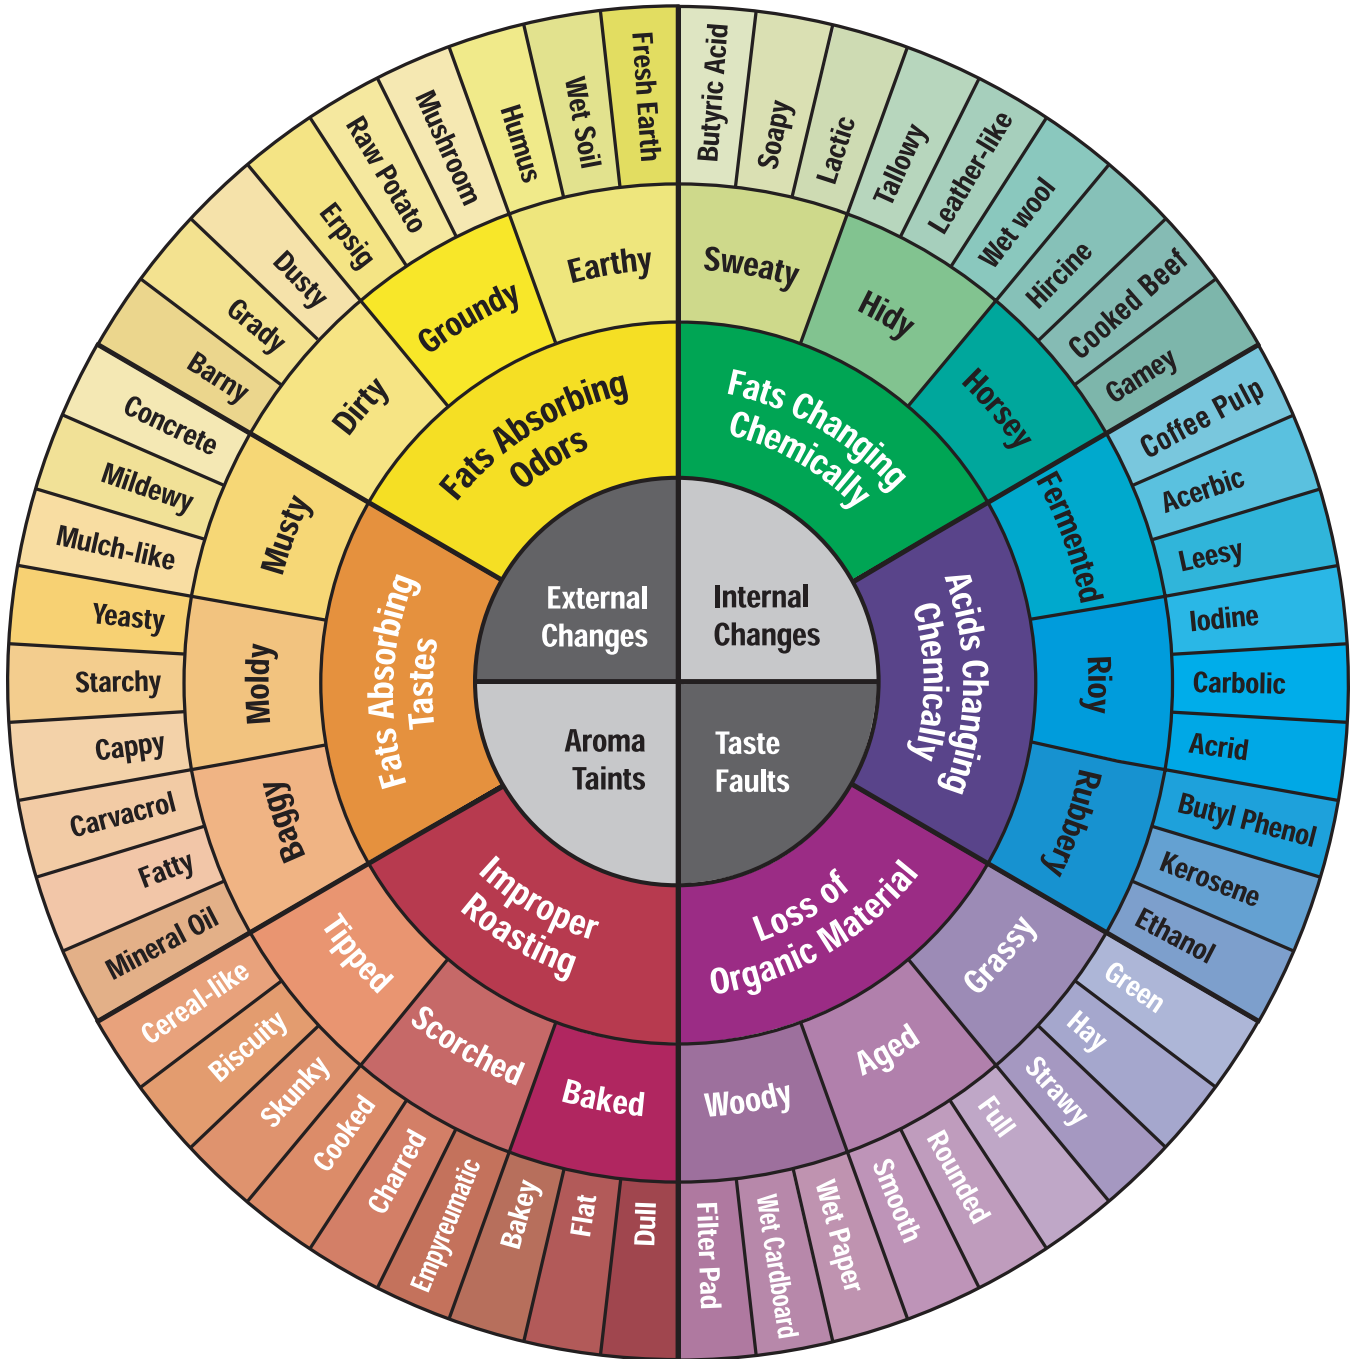 External
Changes
Internal
Changes
Aroma
Taints
Taste
Faults
Fats Changing
Chemically
Acids Changing
Chemically
Loss of
Organic Material
Improper
Roasting
Fats Absorbing
Tastes
Fats Absorbing
Odors
Sweaty
Hidy
Horsey
Fermented
Rioy
Rubbery
Grassy
Aged
Woody
Baked
Scorched
Tipped
Baggy
Moldy
Musty
Dirty
Groundy
Earthy
Butyric Acid
Soapy
Lactic
Tallowy
Leather-like
Wet wool
Hircine
Cooked Beef
Gamey
Coffee Pulp
Acerbic
Leesy
Iodine
Carbolic
Acrid
Butyl Phenol
Kerosene
Ethanol
Green
Hay
Strawy
Full
Rounded
Smooth
Wet Paper
Wet Cardboard
Filter Pad
Dull
Flat
Bakey
Empyreumatic
Charred
Cooked
Skunky
Biscuity
Cereal-like
Mineral Oil
Fatty
Carvacrol
Cappy
Starchy
Yeasty
Mulch-like
Mildewy
Concrete
Barny
Grady
Dusty
Erpsig
Raw Potato
Mushroom
Humus
Wet Soil
Fresh Earth